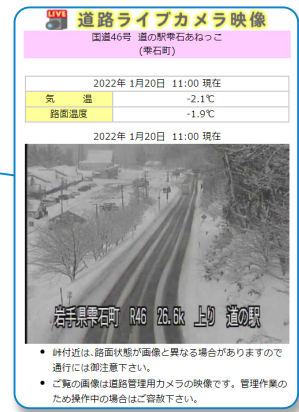 LIVE
道路ライブカメラ映像
国道46号 道の駅雫石あねっこ
(雫石町)
2022年 1月20日 11:00 現在
気 温 -2.1℃
路面温度 -1.9℃
2022年 1月20日 11:00 現在
岩手県雫石町 R46 26.6k 上り 道の駅
• 峠付近は、路面状態が画像と異なる場合がありますので
通行には御注意下さい。
• ご覧の画像は道路管理用カメラの映像です。管理作業の
ため操作中の場合はご容赦下さい。